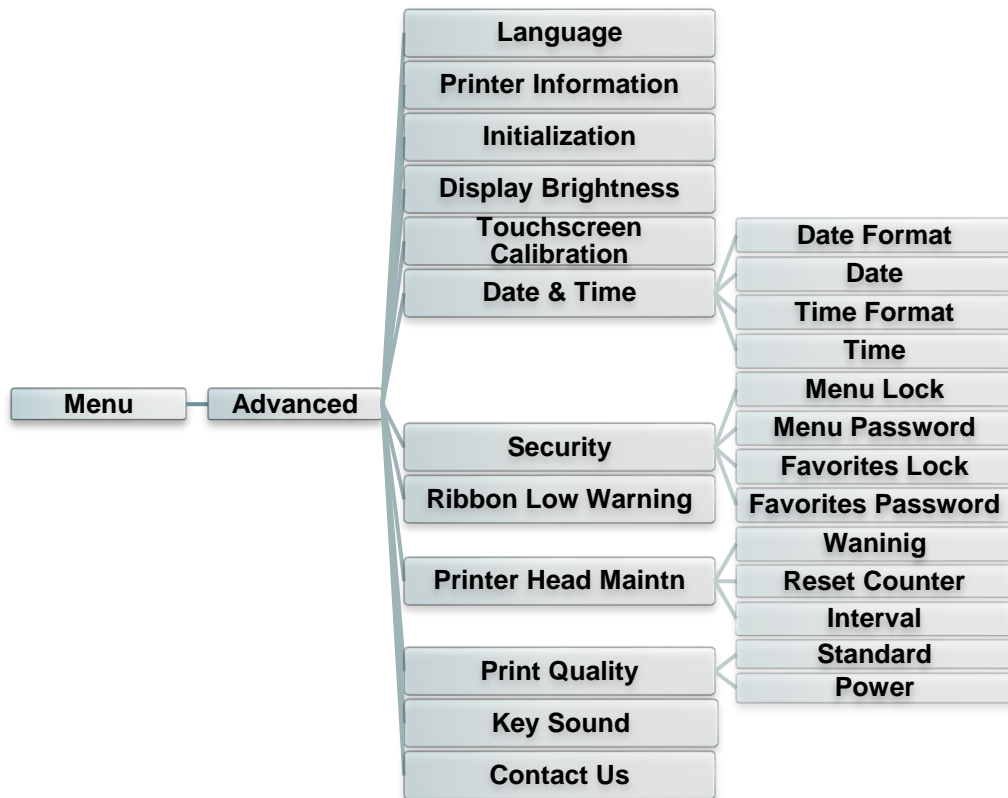 Menu
Advanced
Language
Printer Information
Initialization
Display Brightness
Touchscreen
Calibration
Date & Time
Date Format
Date
Time Format
Time
Security
Menu Lock
Menu Password
Favorites Lock
Favorites Password
Ribbon Low Warning
Printer Head Maintn
Waninig
Reset Counter
Interval
Print Quality
Standard
Power
Key Sound
Contact Us